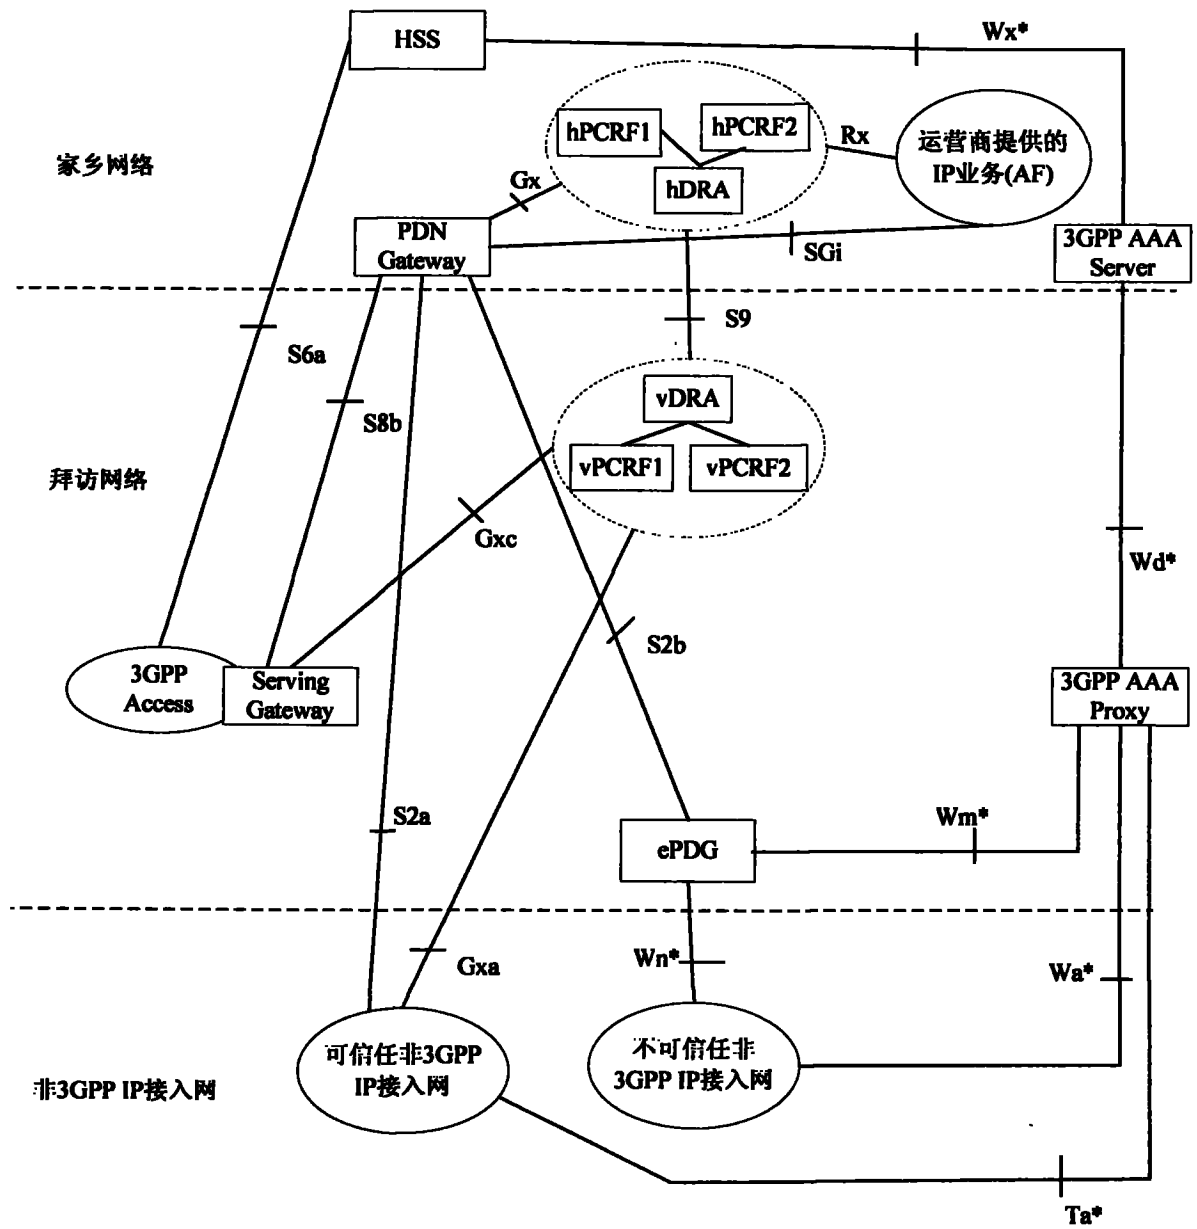 HSS
Wx*
hPCRF1
hPCRF2
hDRA
Rx
运营商提供的
IP业务(AF)
家乡网络
Gx
PDN
Gateway
SGi
3GPP AAA
Server
S6a
S9
S8b
vDRA
vPCRF1
vPCRF2
拜访网络
Gxc
Wd*
S2b
3GPP
Access
Serving
Gateway
3GPP AAA
Proxy
S2a
ePDG
Wm*
Gxa
Wn*
Wa*
可信任非3GPP
IP接入网
不可信任非
3GPP IP接入网
非3GPP IP接入网
Ta*